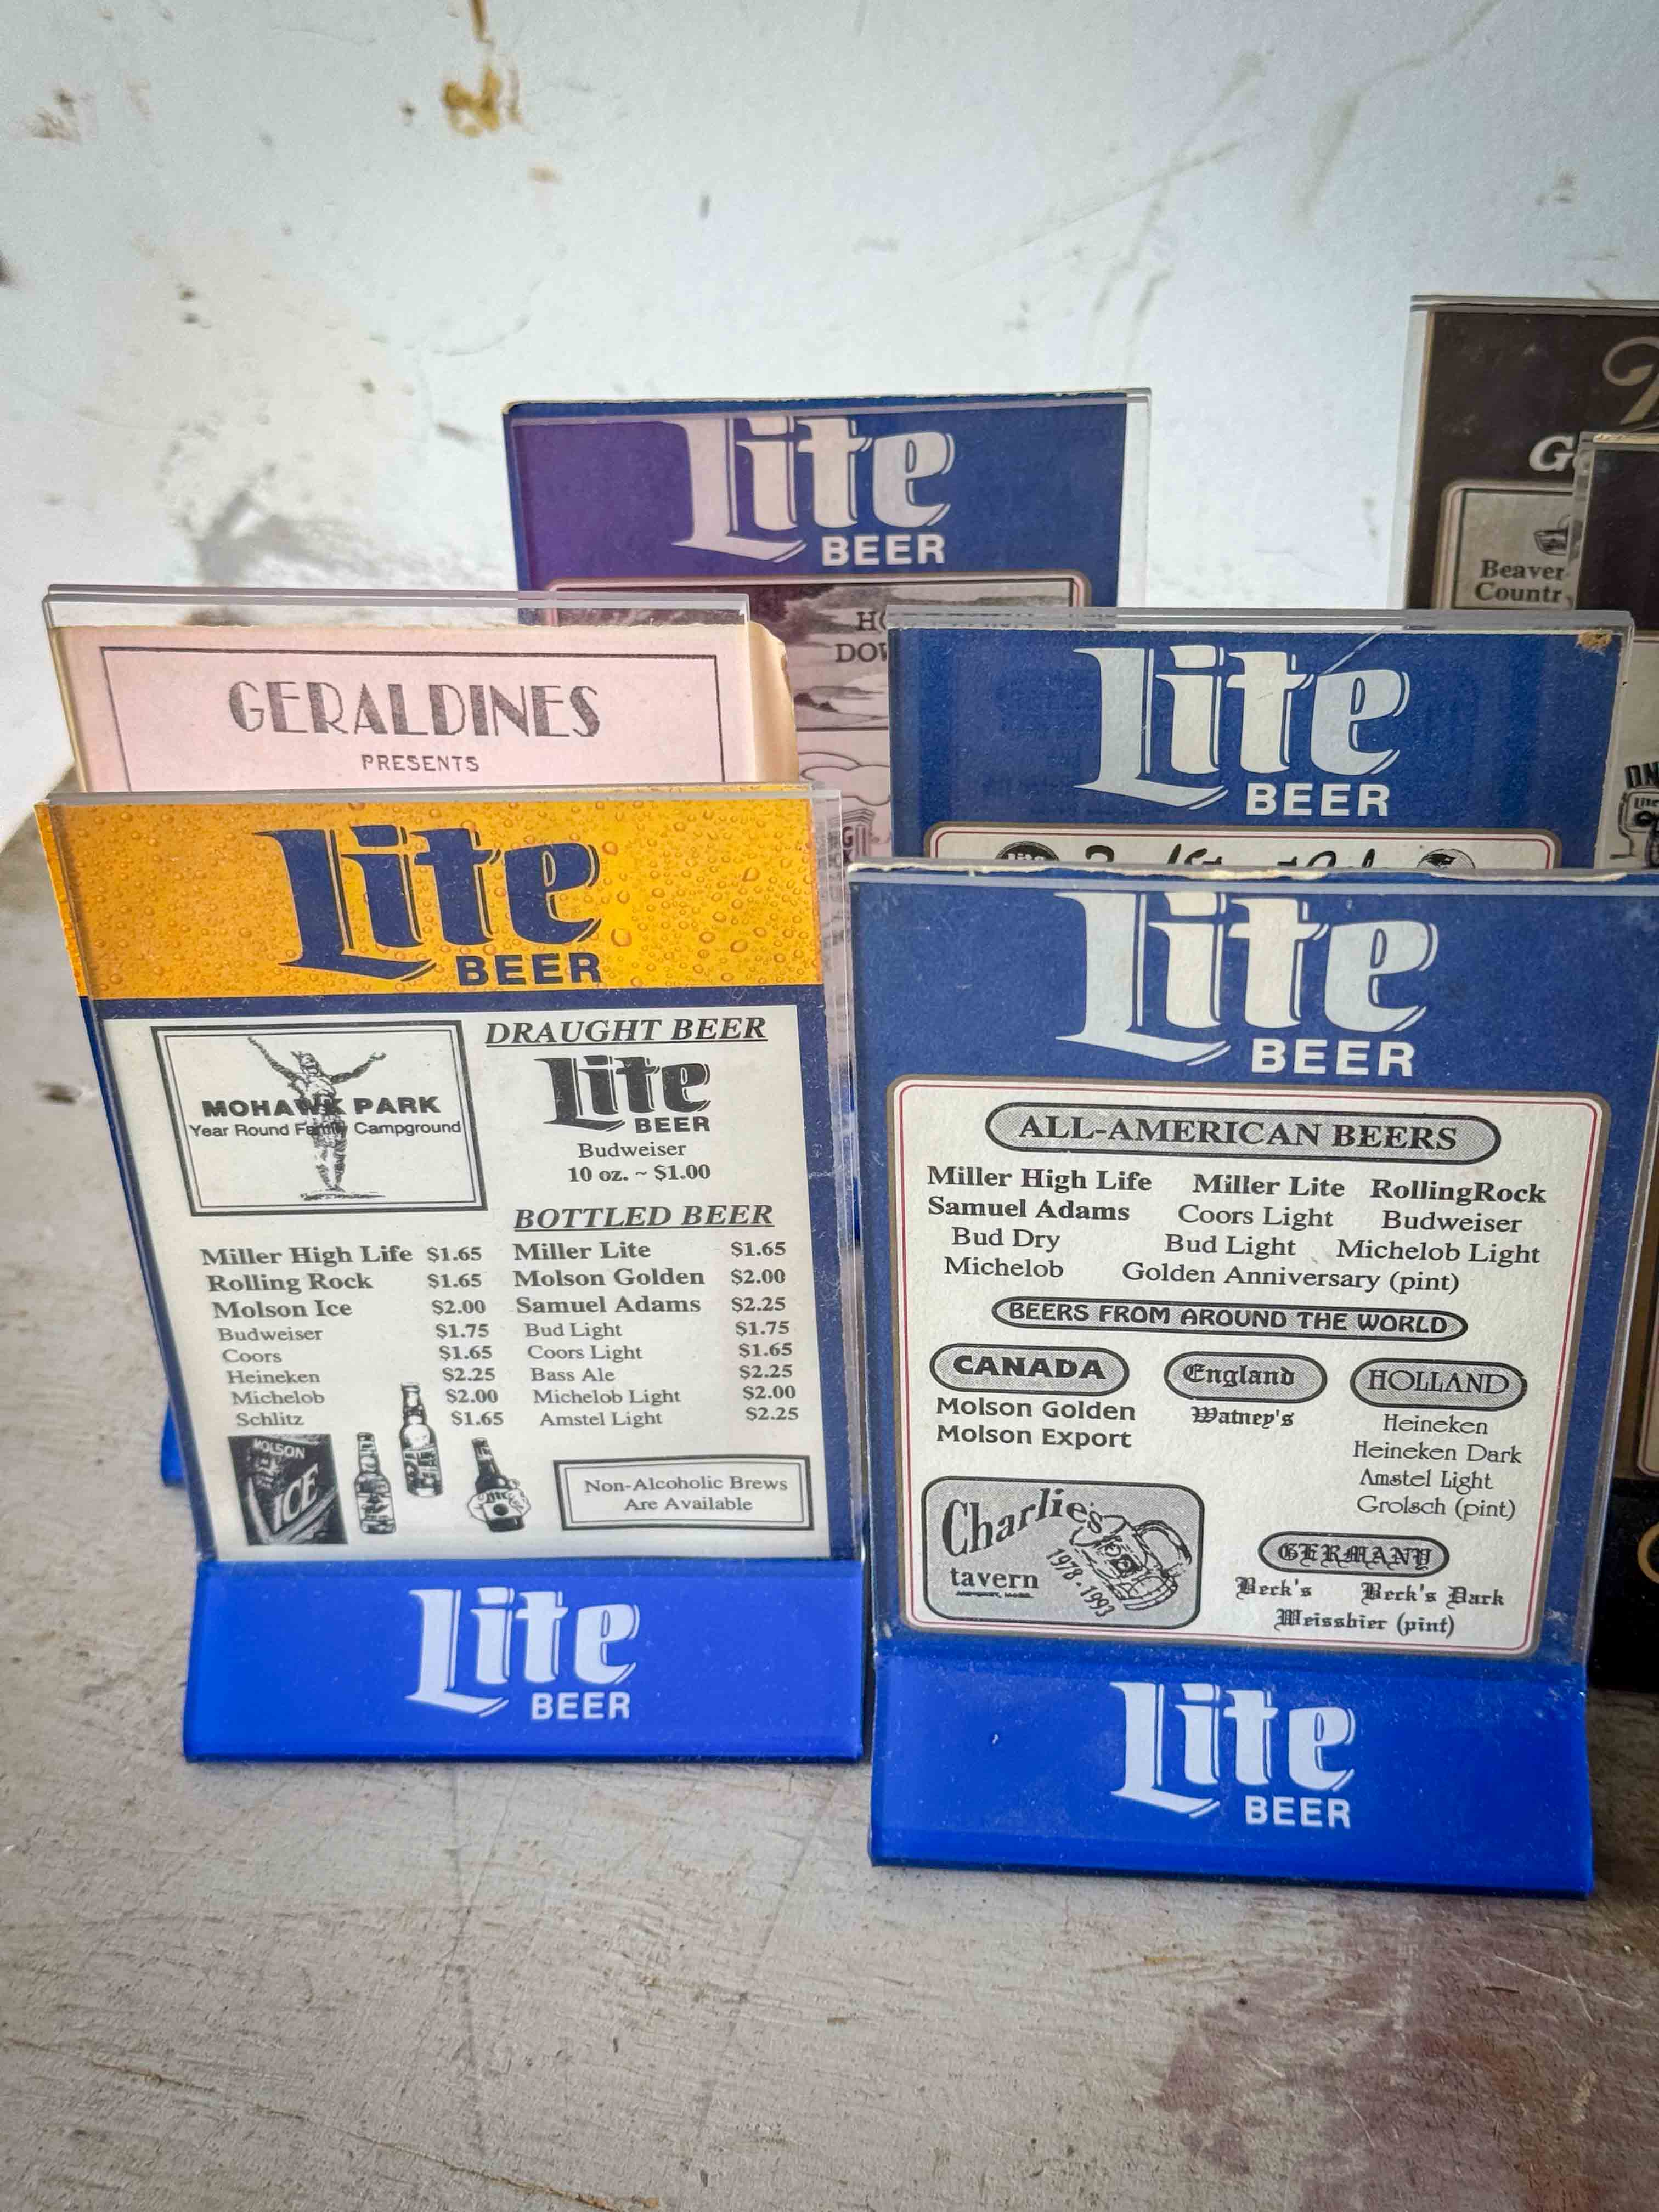 Lite
BEER
HO
DOW
G
Beaver
Countr
GERALDINES
PRESENTS
Lite
BEER
Lite
BEER
MOHAWK PARK
Year Round Family Campground
DRAUGHT BEER
Lite
BEER
Budweiser
10 oz. ~ $1.00
BOTTLED BEER
Miller High Life $1.65 Miller Lite $1.65
Rolling Rock $1.65 Molson Golden $2.00
Molson Ice $2.00 Samuel Adams $2.25
Budweiser $1.75 Bud Light $1.75
Coors $1.65 Coors Light $1.65
Heineken $2.25 Bass Ale $2.25
Michelob $2.00 Michelob Light $2.00
Schlitz $1.65 Amstel Light $2.25
MOLSON
ICE
Non-Alcoholic Brews
Are Available
Lite
BEER
Lite
BEER
ALL-AMERICAN BEERS
Miller High Life Miller Lite RollingRock
Samuel Adams Coors Light Budweiser
Bud Dry Bud Light Michelob Light
Michelob Golden Anniversary (pint)
BEERS FROM AROUND THE WORLD
CANADA
Molson Golden
Molson Export
England
Watney's
HOLLAND
Heineken
Heineken Dark
Amstel Light
Grolsch (pint)
Charlie's
tavern
1978-1993
GERMANY
Beck's Beck's Dark
Weissbier (pint)
Lite
BEER